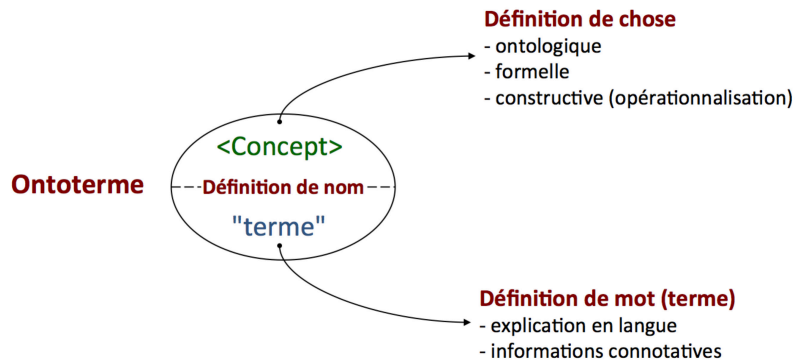 Définition de chose
- ontologique
- formelle
- constructive (opérationnalisation)
<Concept>
Ontoterme
Définition de nom
"terme"
Définition de mot (terme)
- explication en langue
- informations connotatives